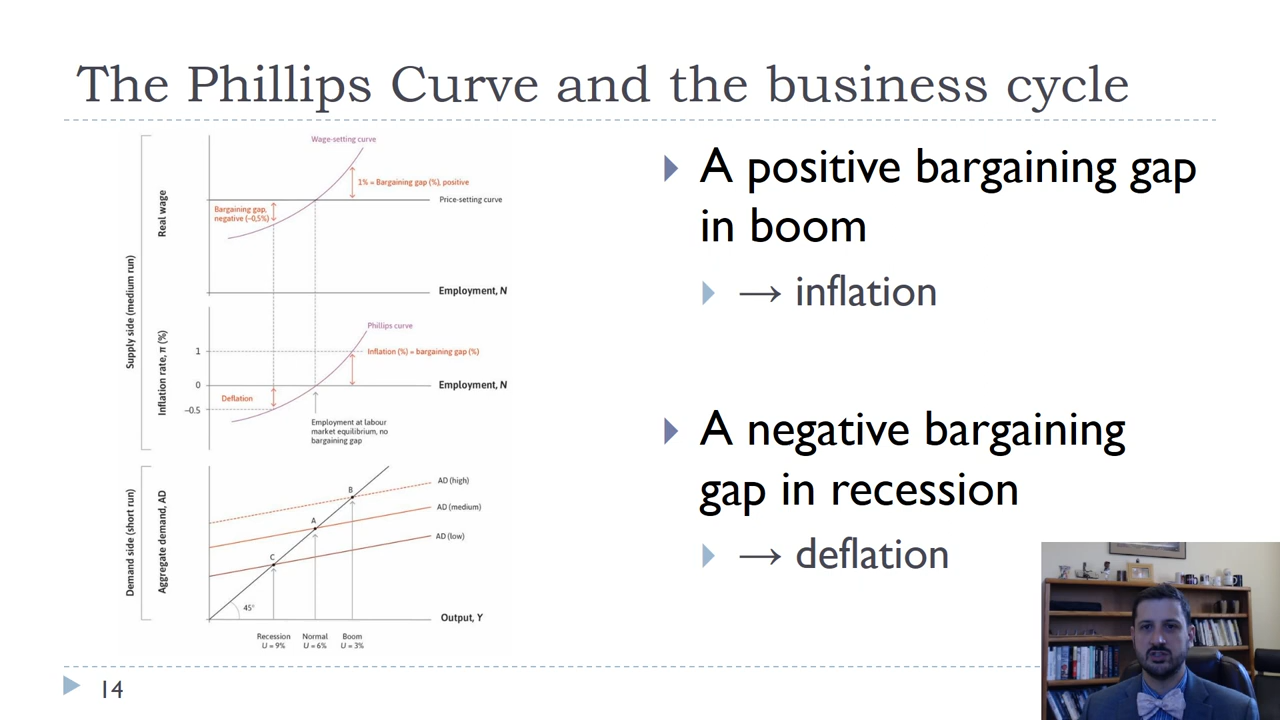 The Phillips Curve and the business cycle
Supply side (medium run)
Real wage
Wage-setting curve
1% = Bargaining gap (%), positive
Price-setting curve
Bargaining gap,
negative (–0,5%)
Employment, N
Inflation rate, π (%)
Phillips curve
1
Inflation (%) = bargaining gap (%)
0
Employment, N
Deflation
–0.5
Employment at labour
market equilibrium, no
bargaining gap
Demand side (short run)
Aggregate demand, AD
AD (high)
B
AD (medium)
A
AD (low)
C
45°
Output, Y
Recession
U = 9%
Normal
U = 6%
Boom
U = 3%
A positive bargaining gap
in boom
→ inflation
A negative bargaining
gap in recession
→ deflation
14